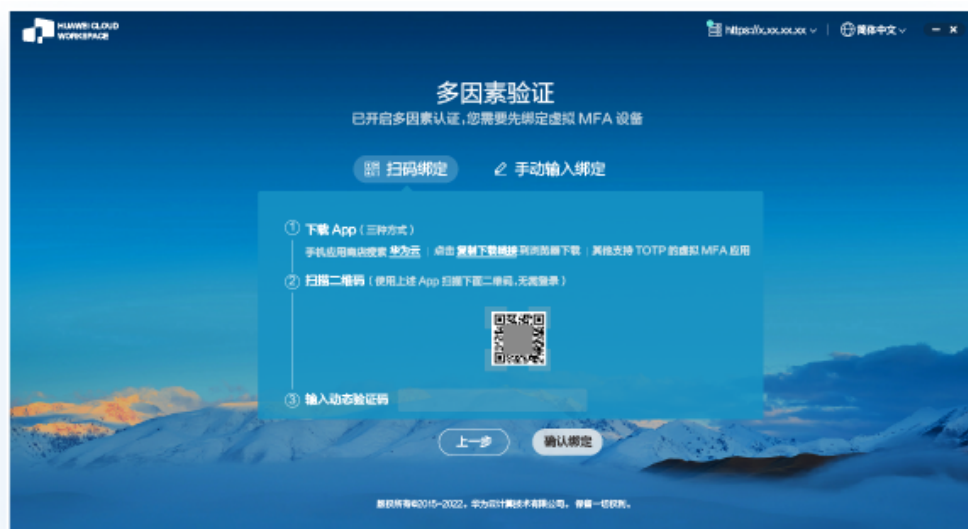 HUAWEI CLOUD
WORKSPACE
https://x.xx.xx.xx
简体中文
多因素验证
已开启多因素认证,您需要先绑定虚拟 MFA 设备
扫码绑定
手动输入绑定
1 下载 App(三种方式)
手机应用商店搜索 华为云 | 点击 复制下载链接到浏览器下载 | 其他支持 TOTP 的虚拟 MFA 应用
2 扫描二维码(使用上述 App 扫描下面二维码,无需登录)
3 输入动态验证码
上一步
确认绑定
版权所有©2015-2022,华为云计算技术有限公司。保留一切权利。